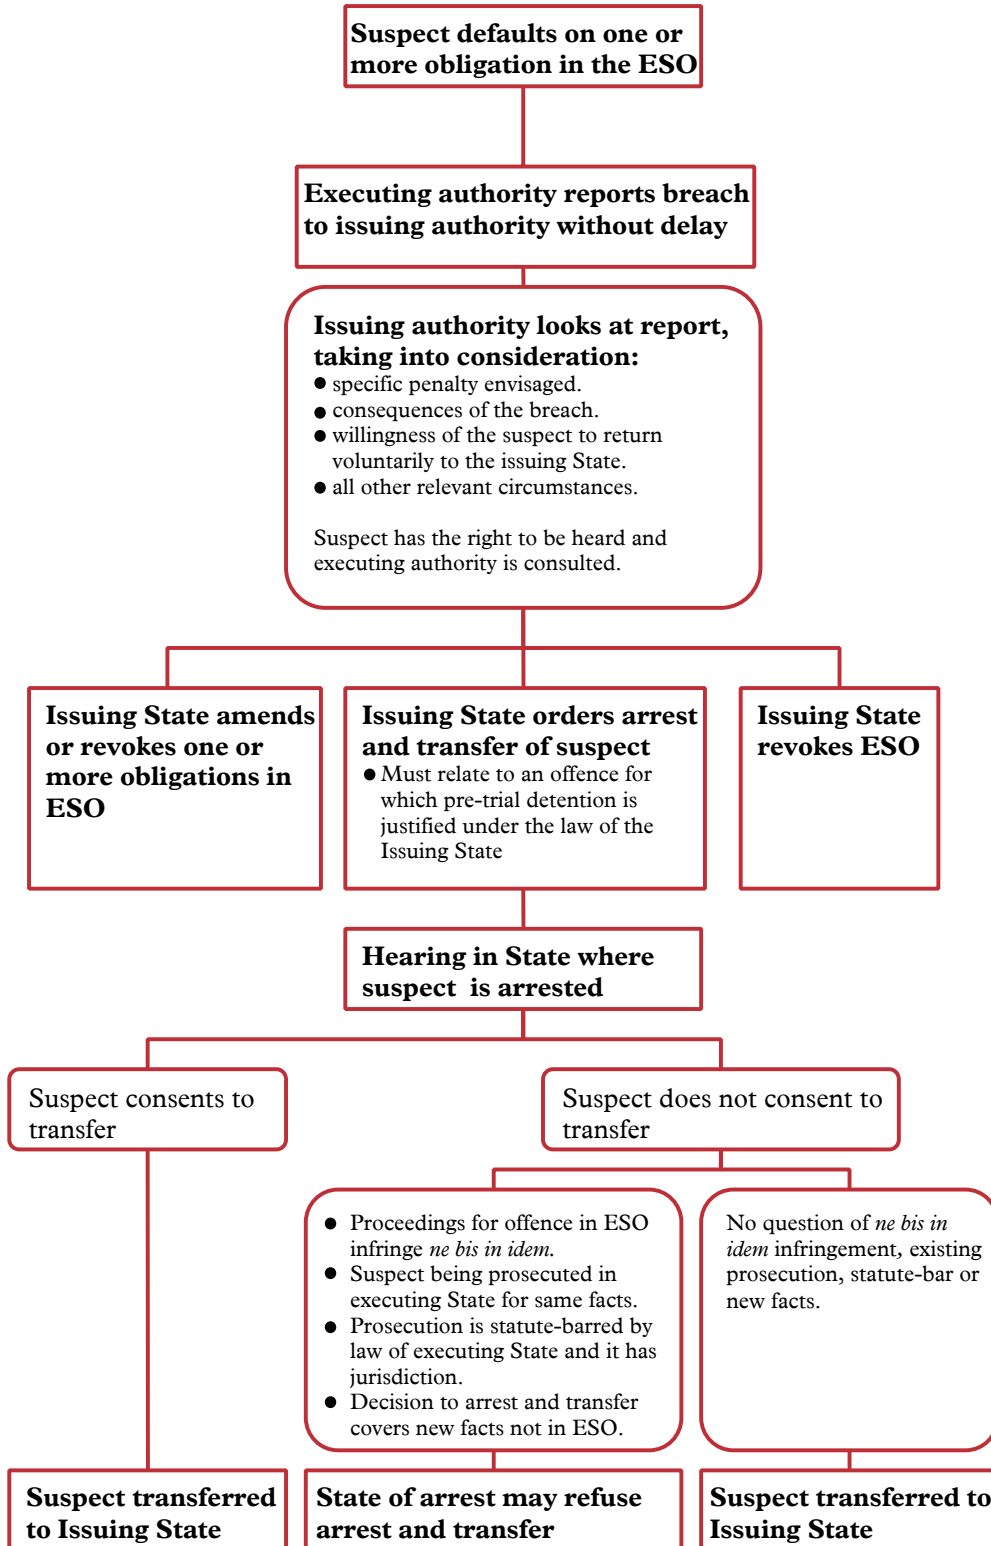 Suspect defaults on one or
more obligation in the ESO
Executing authority reports breach
to issuing authority without delay
Issuing authority looks at report,
taking into consideration:
● specific penalty envisaged.
● consequences of the breach.
● willingness of the suspect to return
voluntarily to the issuing State.
● all other relevant circumstances.
Suspect has the right to be heard and
executing authority is consulted.
Issuing State amends
or revokes one or
more obligations in
ESO
Issuing State orders arrest
and transfer of suspect
● Must relate to an offence for
which pre-trial detention is
justified under the law of the
Issuing State
Issuing State
revokes ESO
Hearing in State where
suspect is arrested
Suspect consents to
transfer
Suspect does not consent to
transfer
● Proceedings for offence in ESO
infringe ne bis in idem.
● Suspect being prosecuted in
executing State for same facts.
● Prosecution is statute-barred by
law of executing State and it has
jurisdiction.
● Decision to arrest and transfer
covers new facts not in ESO.
No question of ne bis in
idem infringement, existing
prosecution, statute-bar or
new facts.
Suspect transferred
to Issuing State
State of arrest may refuse
arrest and transfer
Suspect transferred to
Issuing State